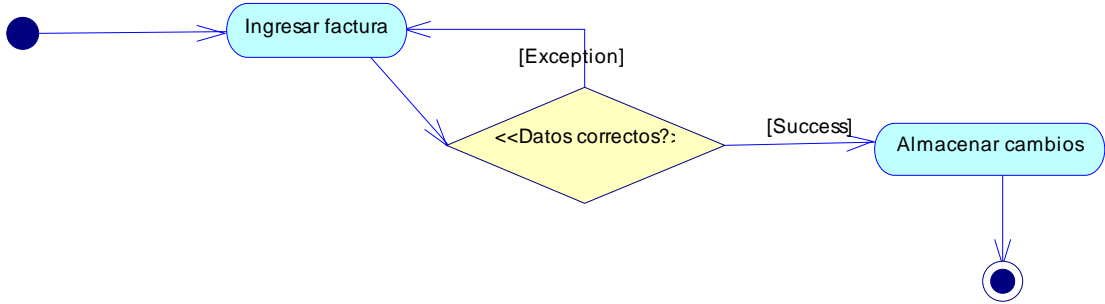 Ingresar factura
[Exception]
<<Datos correctos?>
[Success]
Almacenar cambios